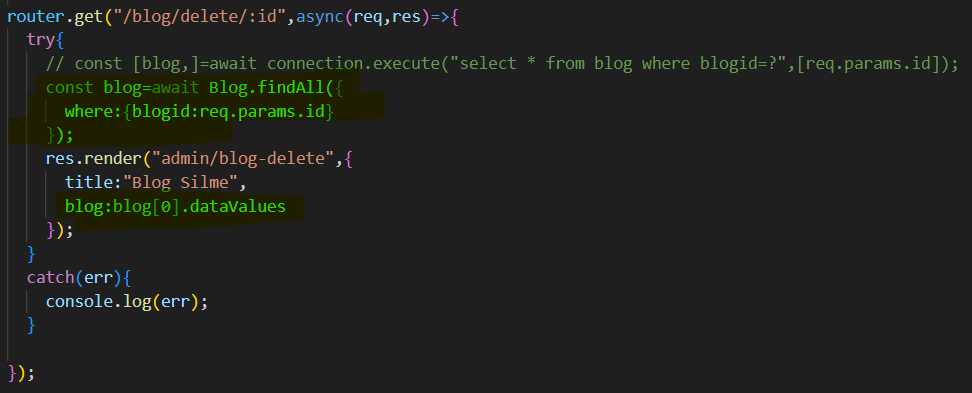 router.get("/blog/delete/:id",async(req,res)=>{
try{
// const [blog,]=await connection.execute("select * from blog where blogid=?",[req.params.id]);
const blog=await Blog.findAll({
where:{blogid:req.params.id}
});
res.render("admin/blog-delete",{
title:"Blog Silme",
blog:blog[0].dataValues
});
}
catch(err){
console.log(err);
}
});